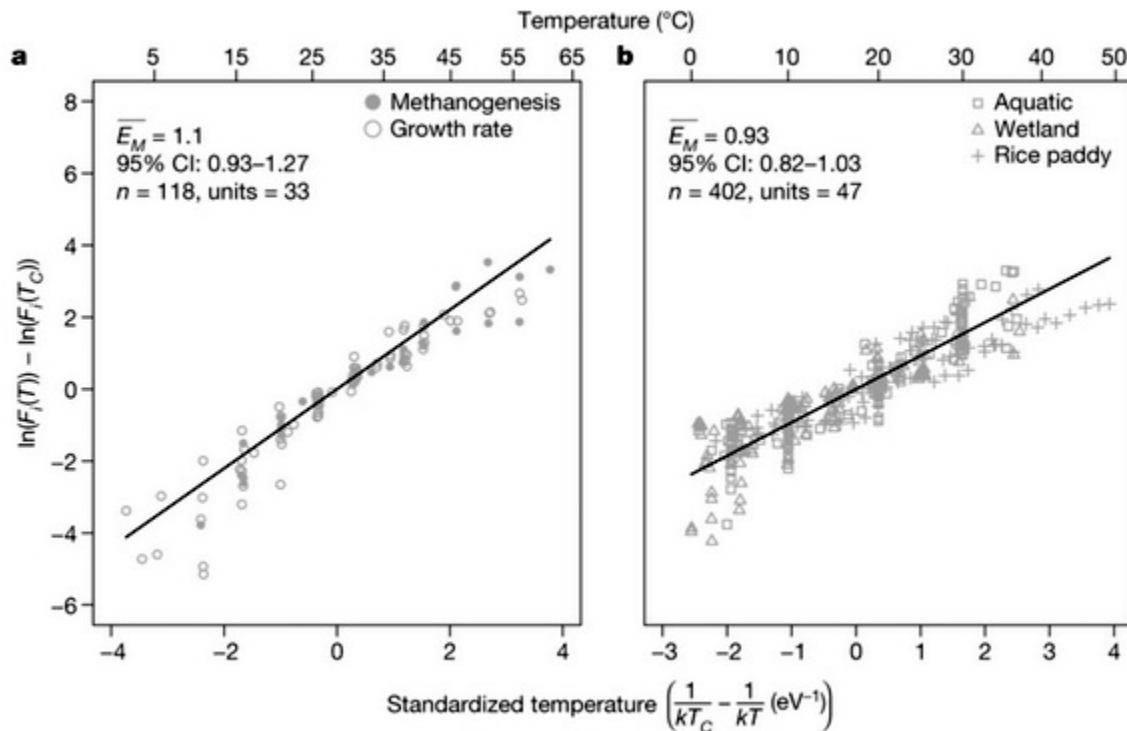 Temperature (°C)
a
5 15 25 35 45 55 65
b
0 10 20 30 40 50
8
6
4
2
0
−2
−4
−6
ln(Fᵢ(T)) − ln(Fᵢ(T_C))
E̅_M̅ = 1.1
95% CI: 0.93–1.27
n = 118, units = 33
Methanogenesis
Growth rate
E̅_M̅ = 0.93
95% CI: 0.82–1.03
n = 402, units = 47
Aquatic
Wetland
Rice paddy
−4 −2 0 2 4
−3 −2 −1 0 1 2 3 4
Standardized temperature (1/kT_C − 1/kT (eV⁻¹))